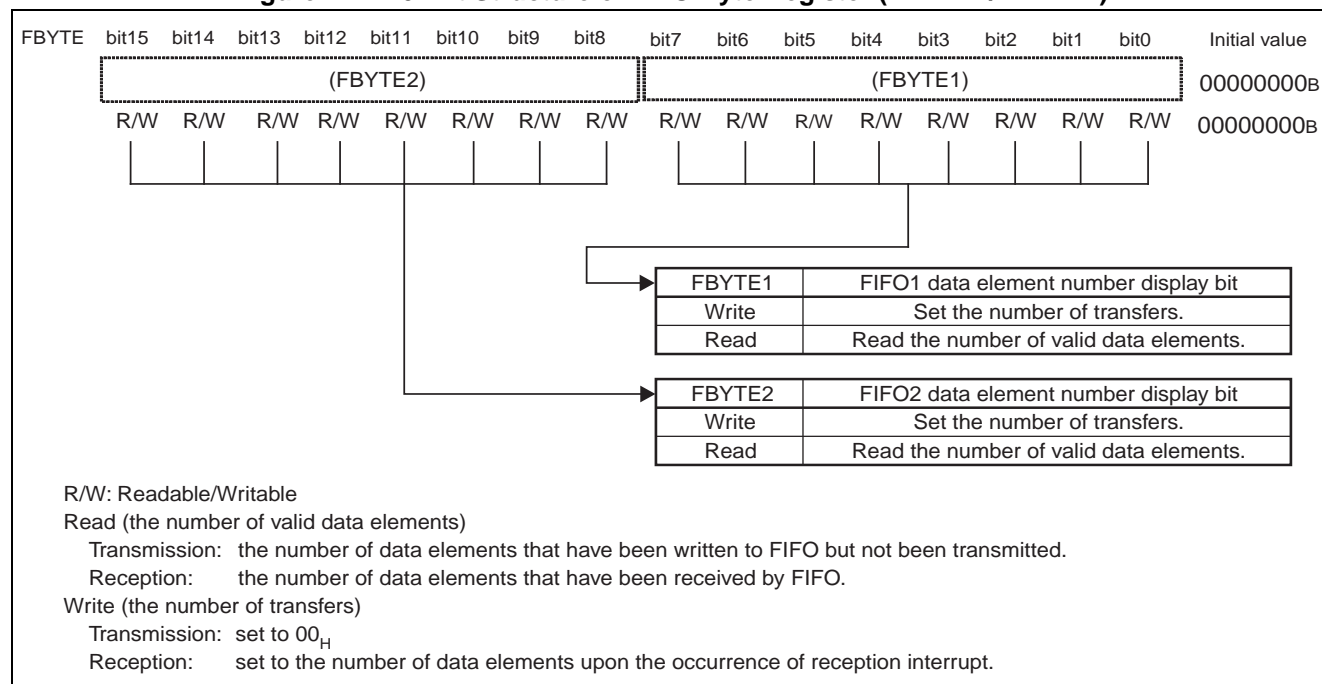 FBYTE bit15 bit14 bit13 bit12 bit11 bit10 bit9 bit8 bit7 bit6 bit5 bit4 bit3 bit2 bit1 bit0 Initial value
(FBYTE2) (FBYTE1) 00000000B
R/W R/W R/W R/W R/W R/W R/W R/W R/W R/W R/W R/W R/W R/W R/W R/W 00000000B
FBYTE1 FIFO1 data element number display bit
Write Set the number of transfers.
Read Read the number of valid data elements.
FBYTE2 FIFO2 data element number display bit
Write Set the number of transfers.
Read Read the number of valid data elements.
R/W: Readable/Writable
Read (the number of valid data elements)
Transmission: the number of data elements that have been written to FIFO but not been transmitted.
Reception: the number of data elements that have been received by FIFO.
Write (the number of transfers)
Transmission: set to 00H
Reception: set to the number of data elements upon the occurrence of reception interrupt.